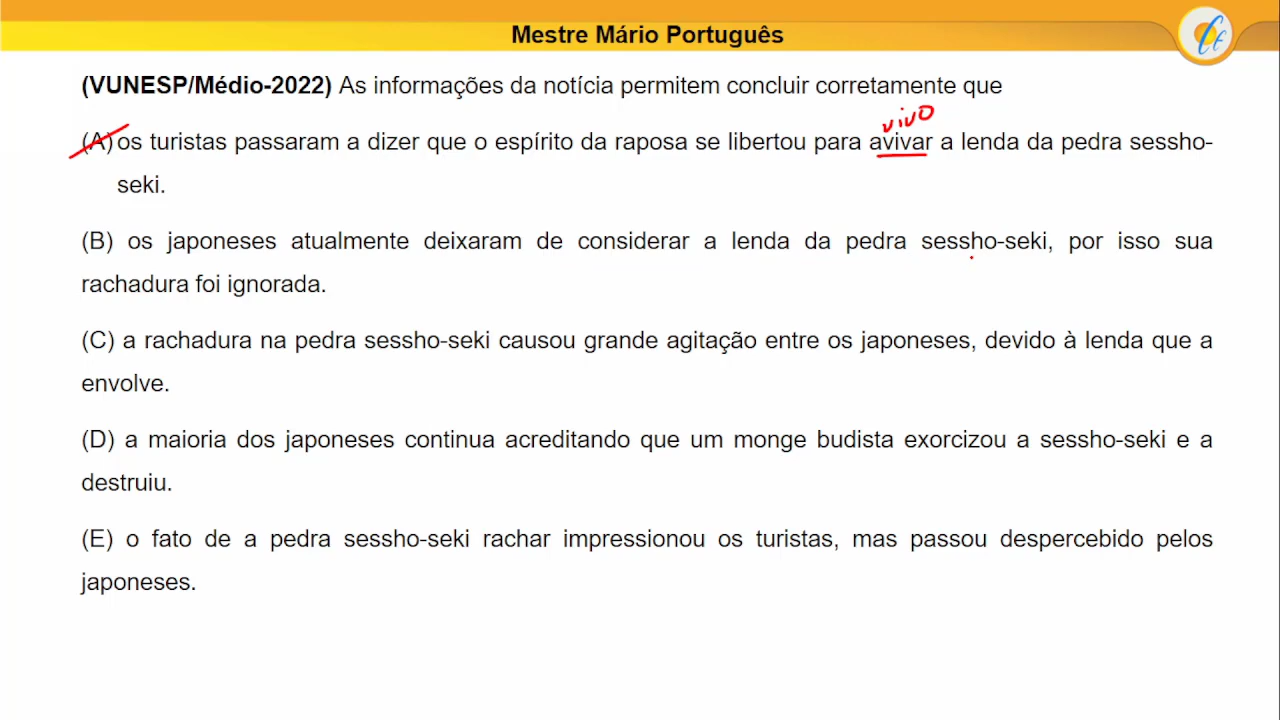 Mestre Mário Português
(VUNESP/Médio-2022) As informações da notícia permitem concluir corretamente que
vivo
(A) os turistas passaram a dizer que o espírito da raposa se libertou para avivar a lenda da pedra sessho-
seki.
(B) os japoneses atualmente deixaram de considerar a lenda da pedra sessho-seki, por isso sua
rachadura foi ignorada.
(C) a rachadura na pedra sessho-seki causou grande agitação entre os japoneses, devido à lenda que a
envolve.
(D) a maioria dos japoneses continua acreditando que um monge budista exorcizou a sessho-seki e a
destruiu.
(E) o fato de a pedra sessho-seki rachar impressionou os turistas, mas passou despercebido pelos
japoneses.